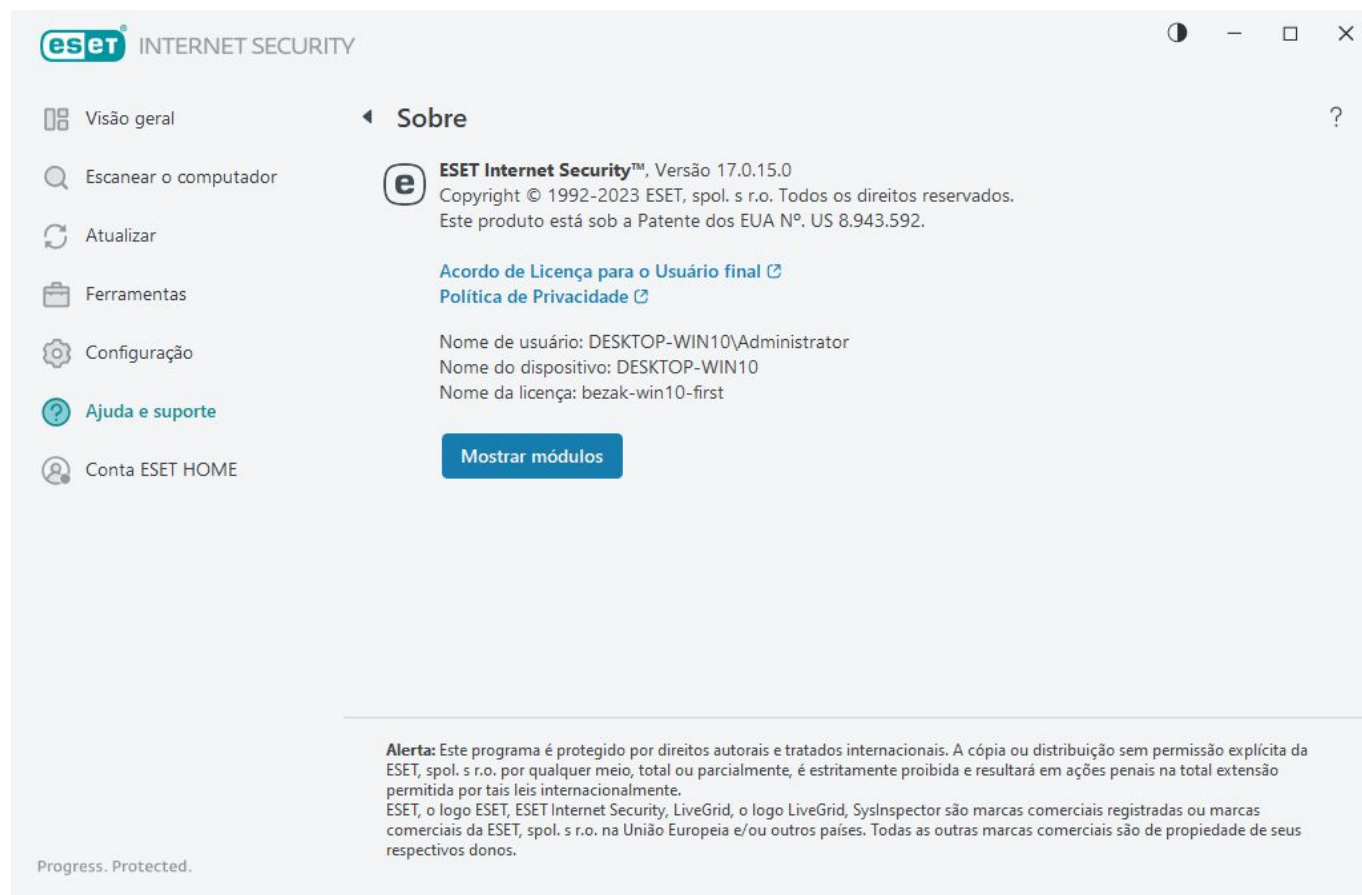 eset® INTERNET SECURITY
Visão geral
Escanear o computador
Atualizar
Ferramentas
Configuração
Ajuda e suporte
Conta ESET HOME
Progress. Protected.
Sobre
?
e
ESET Internet Security™, Versão 17.0.15.0
Copyright © 1992-2023 ESET, spol. s r.o. Todos os direitos reservados.
Este produto está sob a Patente dos EUA Nº. US 8.943.592.
Acordo de Licença para o Usuário final
Política de Privacidade
Nome de usuário: DESKTOP-WIN10\Administrator
Nome do dispositivo: DESKTOP-WIN10
Nome da licença: bezak-win10-first
Mostrar módulos
Alerta: Este programa é protegido por direitos autorais e tratados internacionais. A cópia ou distribuição sem permissão explícita da
ESET, spol. s r.o. por qualquer meio, total ou parcialmente, é estritamente proibida e resultará em ações penais na total extensão
permitida por tais leis internacionalmente.
ESET, o logo ESET, ESET Internet Security, LiveGrid, o logo LiveGrid, SysInspector são marcas comerciais registradas ou marcas
comerciais da ESET, spol. s r.o. na União Europeia e/ou outros países. Todas as outras marcas comerciais são de propiedade de seus
respectivos donos.